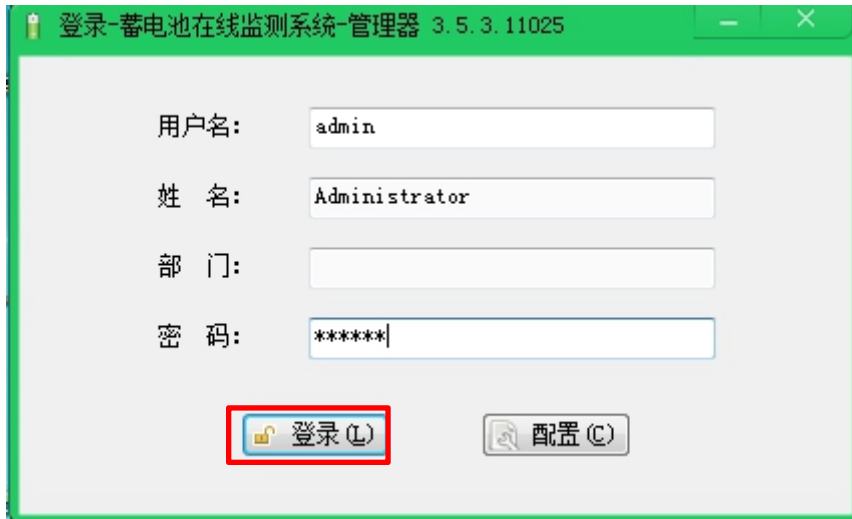 登录-蓄电池在线监测系统-管理器 3.5.3.11025
用户名: admin
姓 名: Administrator
部 门:
密 码: ******
登录(L) 配置(C)